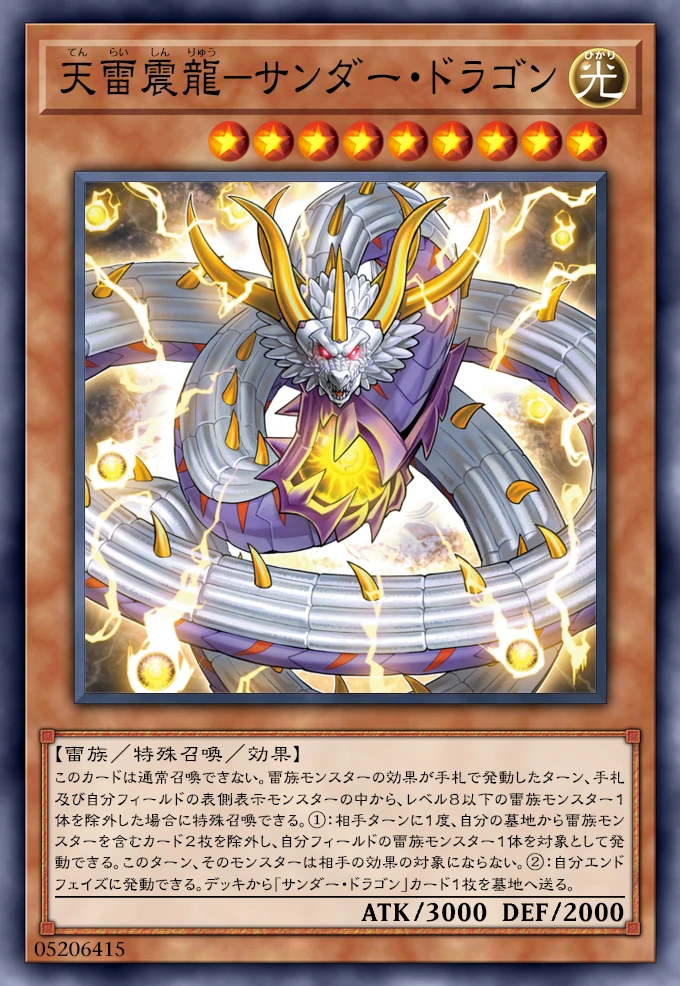 てん らい しん りゅう
天雷震龍－サンダー・ドラゴン
ひかり
光
【雷族／特殊召喚／効果】
このカードは通常召喚できない。雷族モンスターの効果が手札で発動したターン、手札
及び自分フィールドの表側表示モンスターの中から、レベル８以下の雷族モンスター１
体を除外した場合に特殊召喚できる。①：相手ターンに１度、自分の墓地から雷族モン
スターを含むカード２枚を除外し、自分フィールドの雷族モンスター１体を対象として発
動できる。このターン、そのモンスターは相手の効果の対象にならない。②：自分エンド
フェイズに発動できる。デッキから「サンダー・ドラゴン」カード１枚を墓地へ送る。
ATK/3000 DEF/2000
05206415